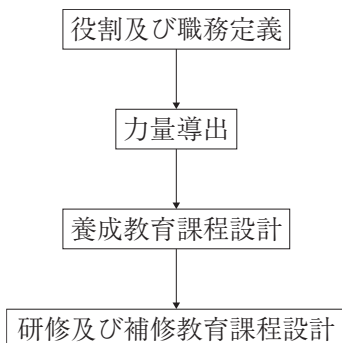 役割及び職務定義
力量導出
養成教育課程設計
研修及び補修教育課程設計